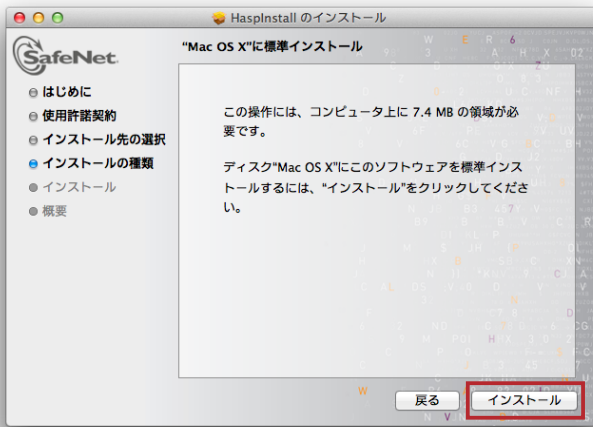 HaspInstall のインストール
SafeNet
"Mac OS X"に標準インストール
はじめに
使用許諾契約
インストール先の選択
インストールの種類
インストール
概要
この操作には、コンピュータ上に 7.4 MB の領域が必
要です。
ディスク"Mac OS X"にこのソフトウェアを標準インス
トールするには、"インストール"をクリックしてくださ
い。
戻る
インストール